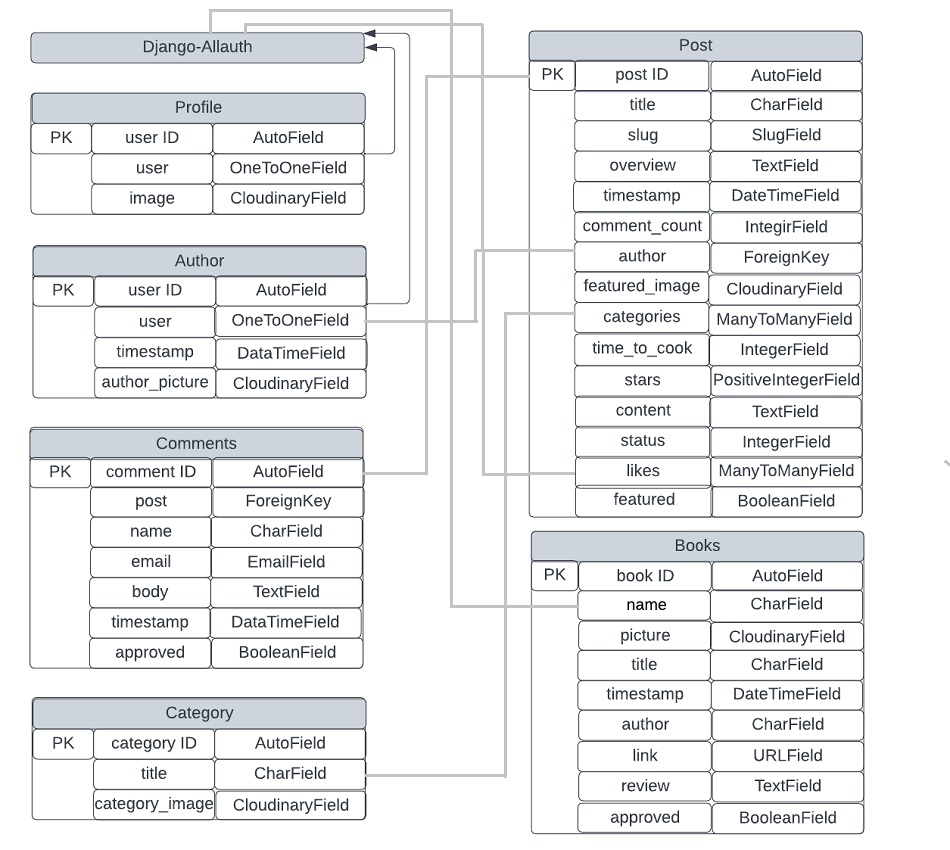 Django-Allauth
Profile
PK user ID AutoField
user OneToOneField
image CloudinaryField
Author
PK user ID AutoField
user OneToOneField
timestamp DataTimeField
author_picture CloudinaryField
Comments
PK comment ID AutoField
post ForeignKey
name CharField
email EmailField
body TextField
timestamp DataTimeField
approved BooleanField
Category
PK category ID AutoField
title CharField
category_image CloudinaryField
Post
PK post ID AutoField
title CharField
slug SlugField
overview TextField
timestamp DateTimeField
comment_count IntegirField
author ForeignKey
featured_image CloudinaryField
categories ManyToManyField
time_to_cook IntegerField
stars PositiveIntegerField
content TextField
status IntegerField
likes ManyToManyField
featured BooleanField
Books
PK book ID AutoField
name CharField
picture CloudinaryField
title CharField
timestamp DateTimeField
author CharField
link URLField
review TextField
approved BooleanField